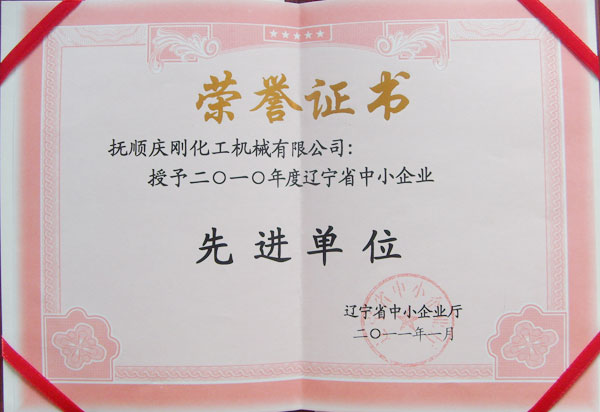 荣誉证书
抚顺庆刚化工机械有限公司：
授予二〇一〇年度辽宁省中小企业
先进单位
辽宁省中小企业厅
二〇一一年一月